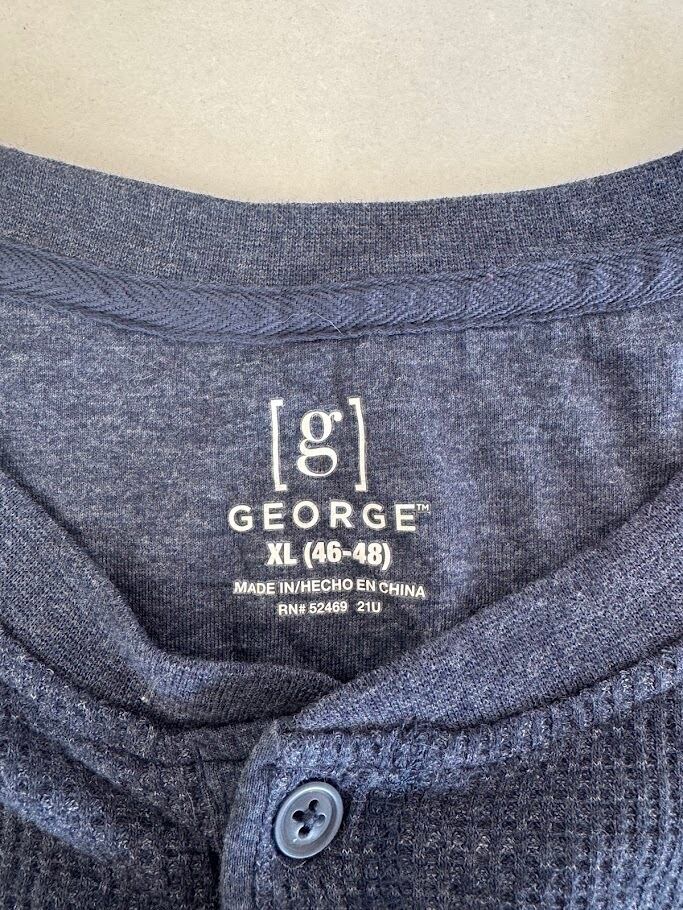 [g]
GEORGE™
XL (46-48)
MADE IN/HECHO EN CHINA
RN# 52469 21U